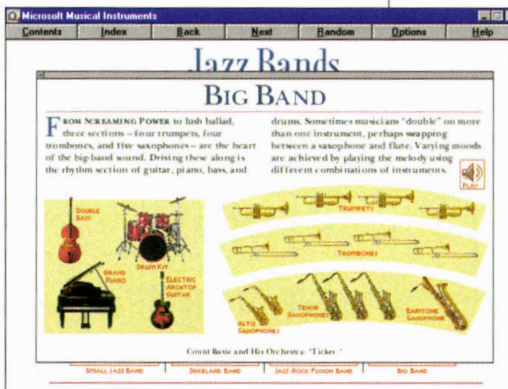 Microsoft Musical Instruments
Contents Index Back Next Random Options Help
Jazz Bands
BIG BAND
FROM SCREAMING POWER to lush ballad,
three sections – four trumpets, four
trombones, and five saxophones – are the heart
of the big-band sound. Driving these along is
the rhythm section of guitar, piano, bass, and
drums. Sometimes musicians “double” on more
than one instrument, perhaps swapping
between a saxophone and flute. Varying moods
are achieved by playing the melody using
different combinations of instruments.
PLAY
DOUBLE
BASS
DRUM KIT
GRAND
PIANO
ELECTRIC
ARCHTOP
GUITAR
TRUMPETS
TROMBONES
ALTO
SAXOPHONES
TENOR
SAXOPHONES
BARITONE
SAXOPHONE
Count Basie and His Orchestra: "Ticker."
SMALL JAZZ BAND DIXIELAND BAND JAZZ-ROCK FUSION BAND BIG BAND